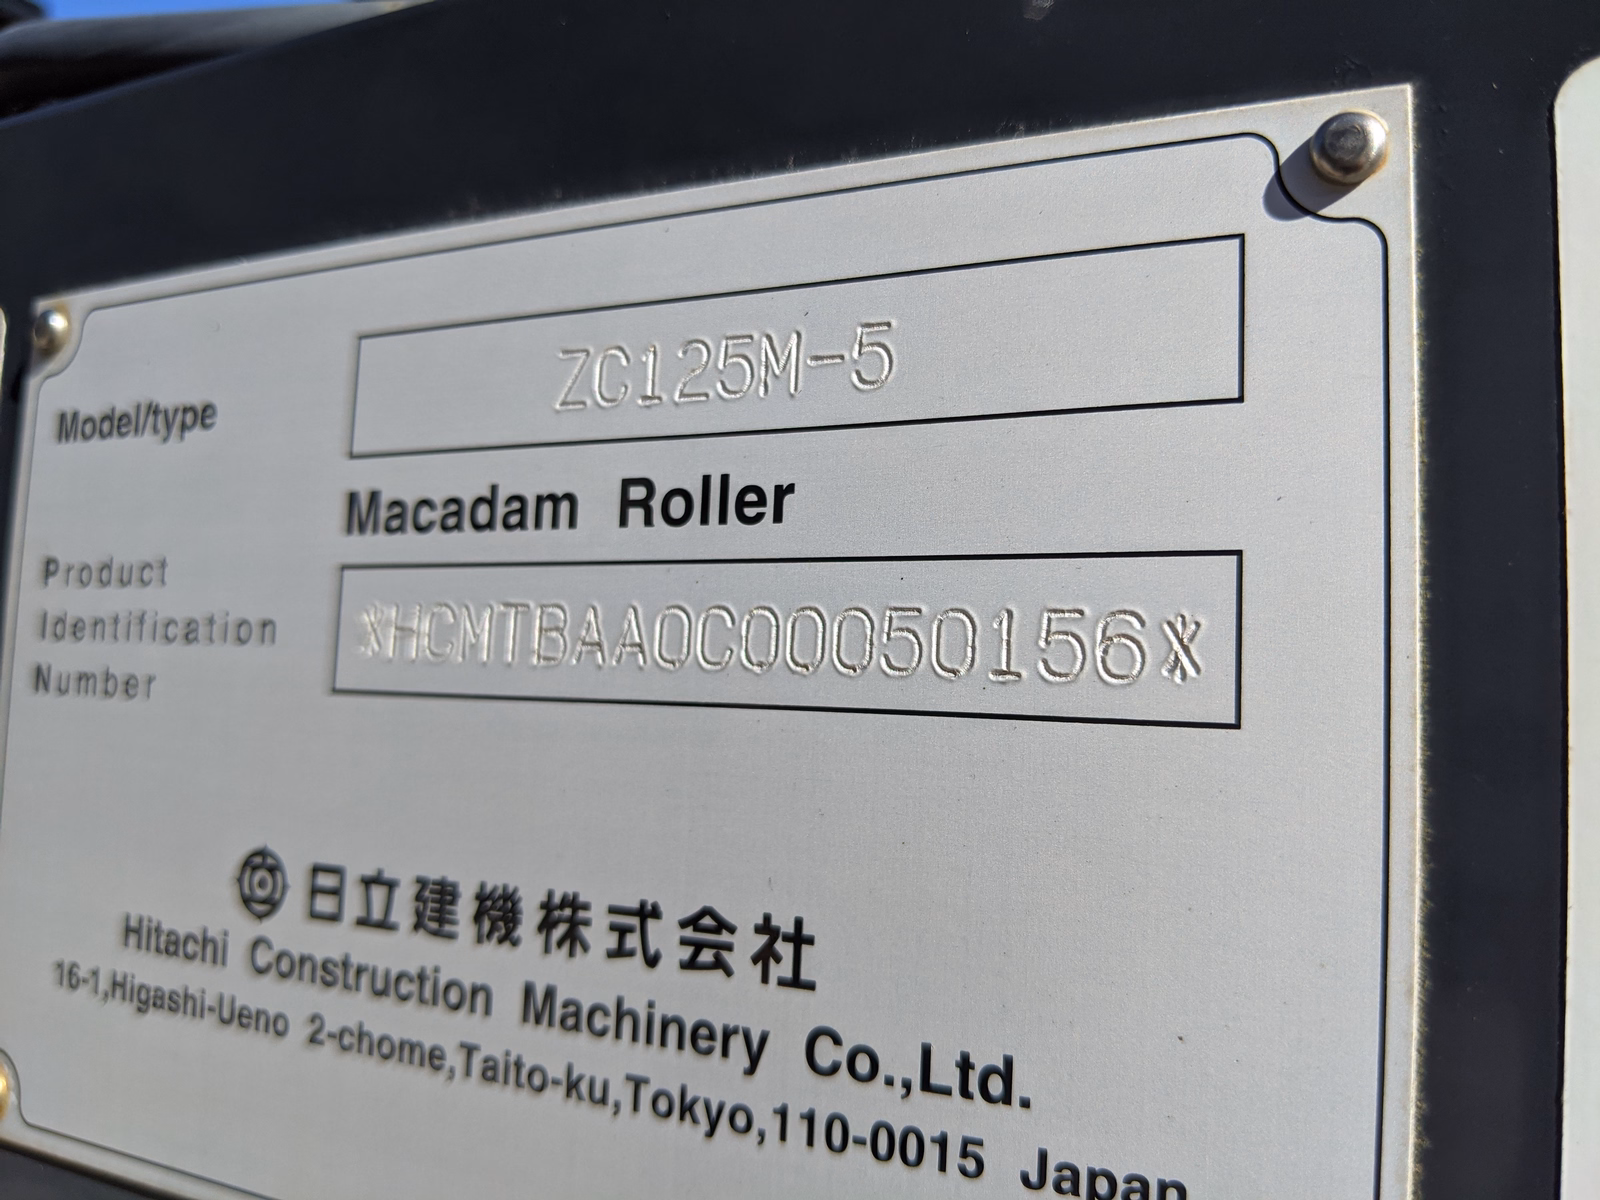 Model/type
ZC125M-5
Macadam Roller
Product
Identification
Number
*HCMTBAA0C00050156*
日立建機株式会社
Hitachi Construction Machinery Co.,Ltd.
16-1,Higashi-Ueno 2-chome,Taito-ku,Tokyo,110-0015 Japan